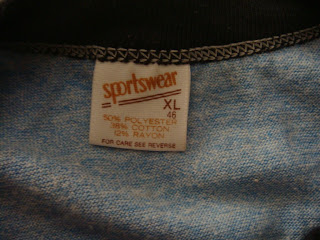 sportswear
XL
46
50% POLYESTER
38% COTTON
12% RAYON
FOR CARE SEE REVERSE